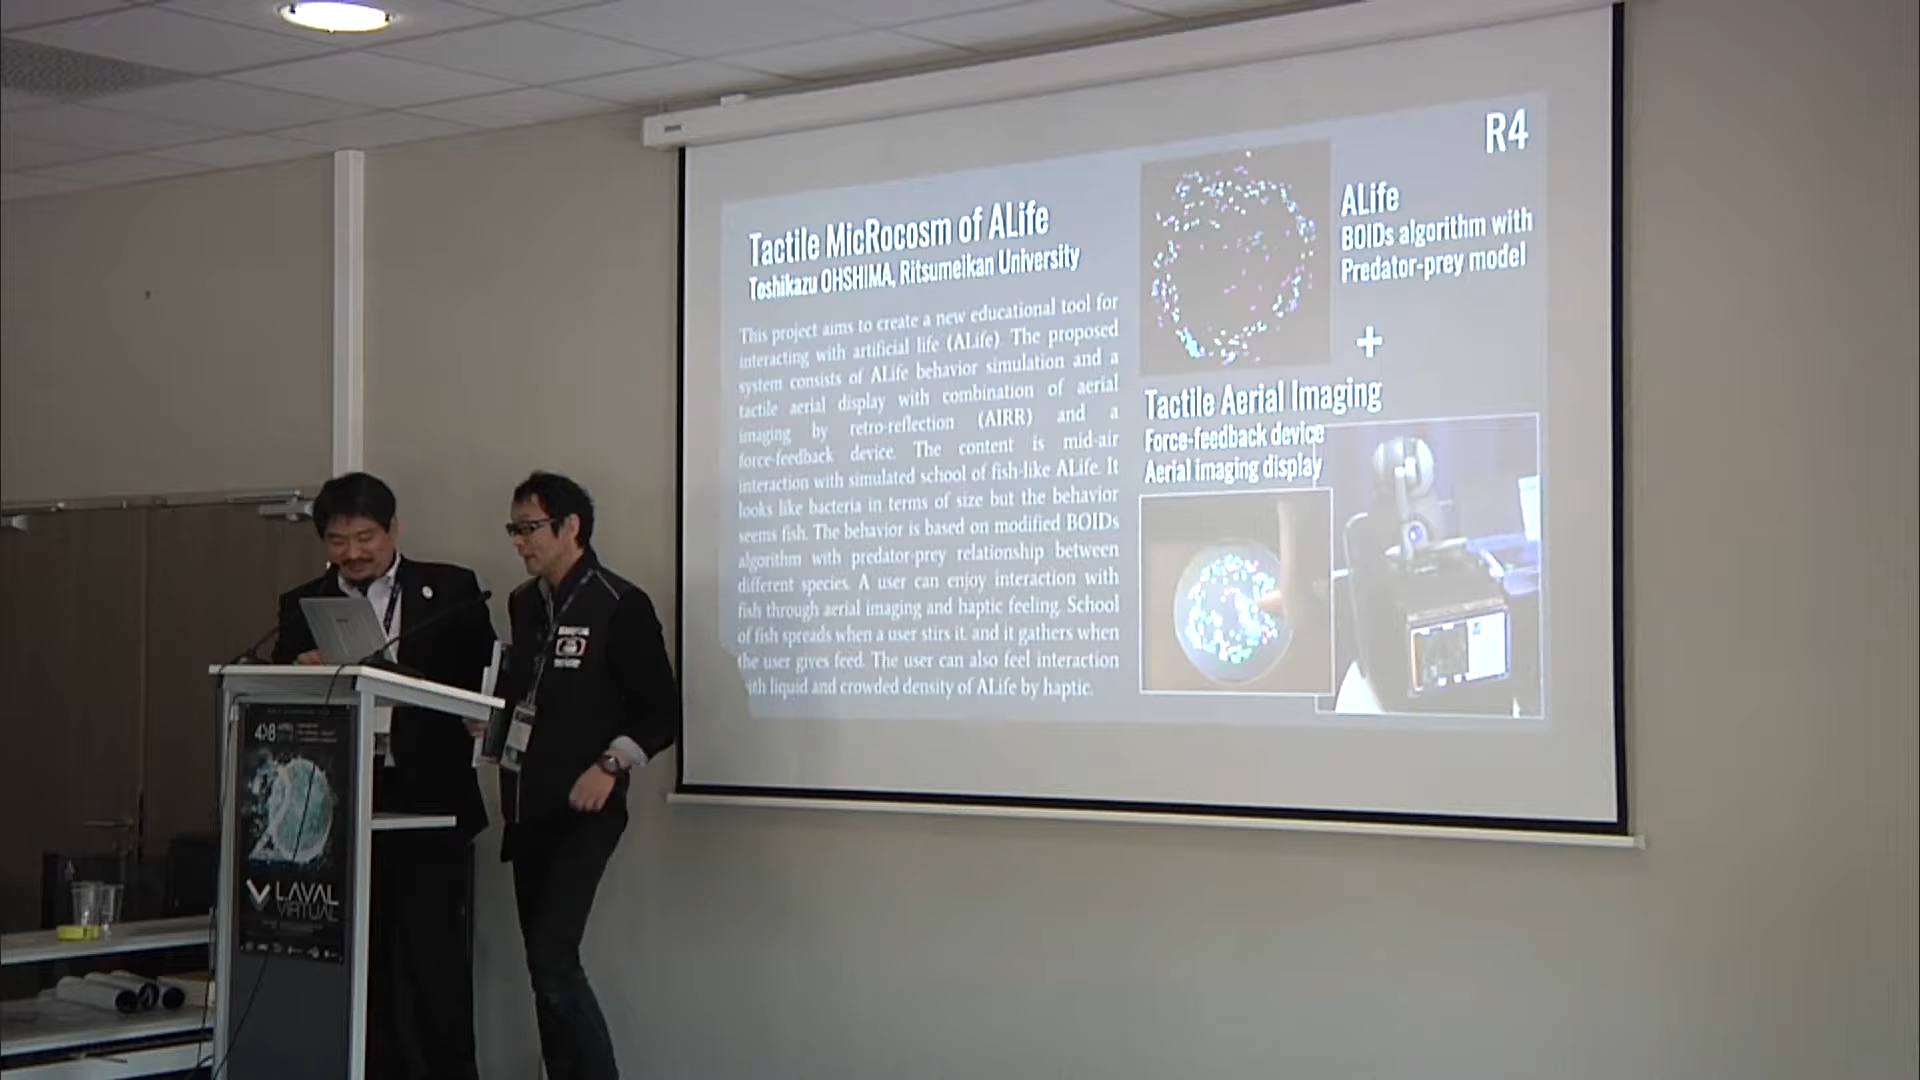 R4
Tactile MicRocosm of ALife
Toshikazu OHSHIMA, Ritsumeikan University
This project aims to create a new educational tool for
interacting with artificial life (ALife). The proposed
system consists of ALife behavior simulation and a
tactile aerial display with combination of aerial
imaging by retro-reflection (AIRR) and a
force-feedback device. The content is mid-air
interaction with simulated school of fish-like ALife. It
looks like bacteria in terms of size but the behavior
seems fish. The behavior is based on modified BOIDs
algorithm with predator-prey relationship between
different species. A user can enjoy interaction with
fish through aerial imaging and haptic feeling. School
of fish spreads when a user stirs it, and it gathers when
the user gives feed. The user can also feel interaction
with liquid and crowded density of ALife by haptic.
ALife
BOIDs algorithm with
Predator-prey model
+
Tactile Aerial Imaging
Force-feedback device
Aerial imaging display
LAVAL
VIRTUAL